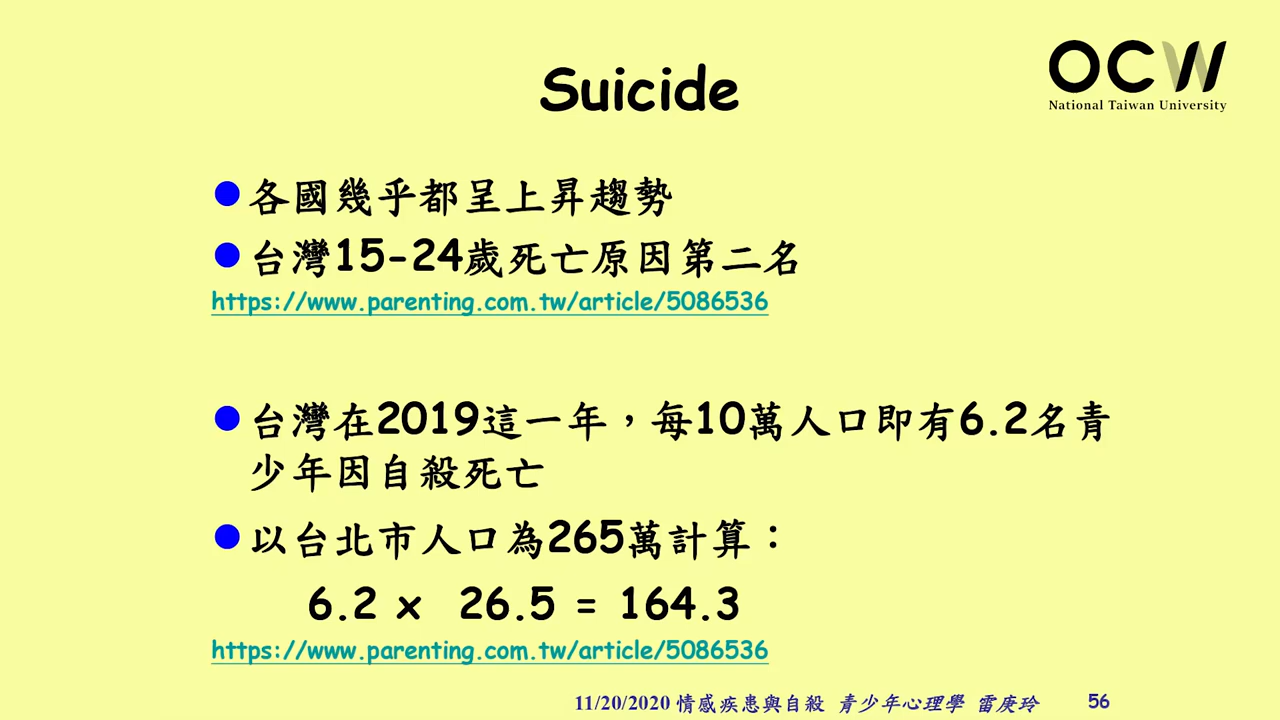 OCW
National Taiwan University
Suicide
各國幾乎都呈上昇趨勢
台灣15-24歲死亡原因第二名
https://www.parenting.com.tw/article/5086536
台灣在2019這一年，每10萬人口即有6.2名青
少年因自殺死亡
以台北市人口為265萬計算：
6.2 x 26.5 = 164.3
https://www.parenting.com.tw/article/5086536
11/20/2020 情感疾患與自殺 青少年心理學 雷庚玲 56